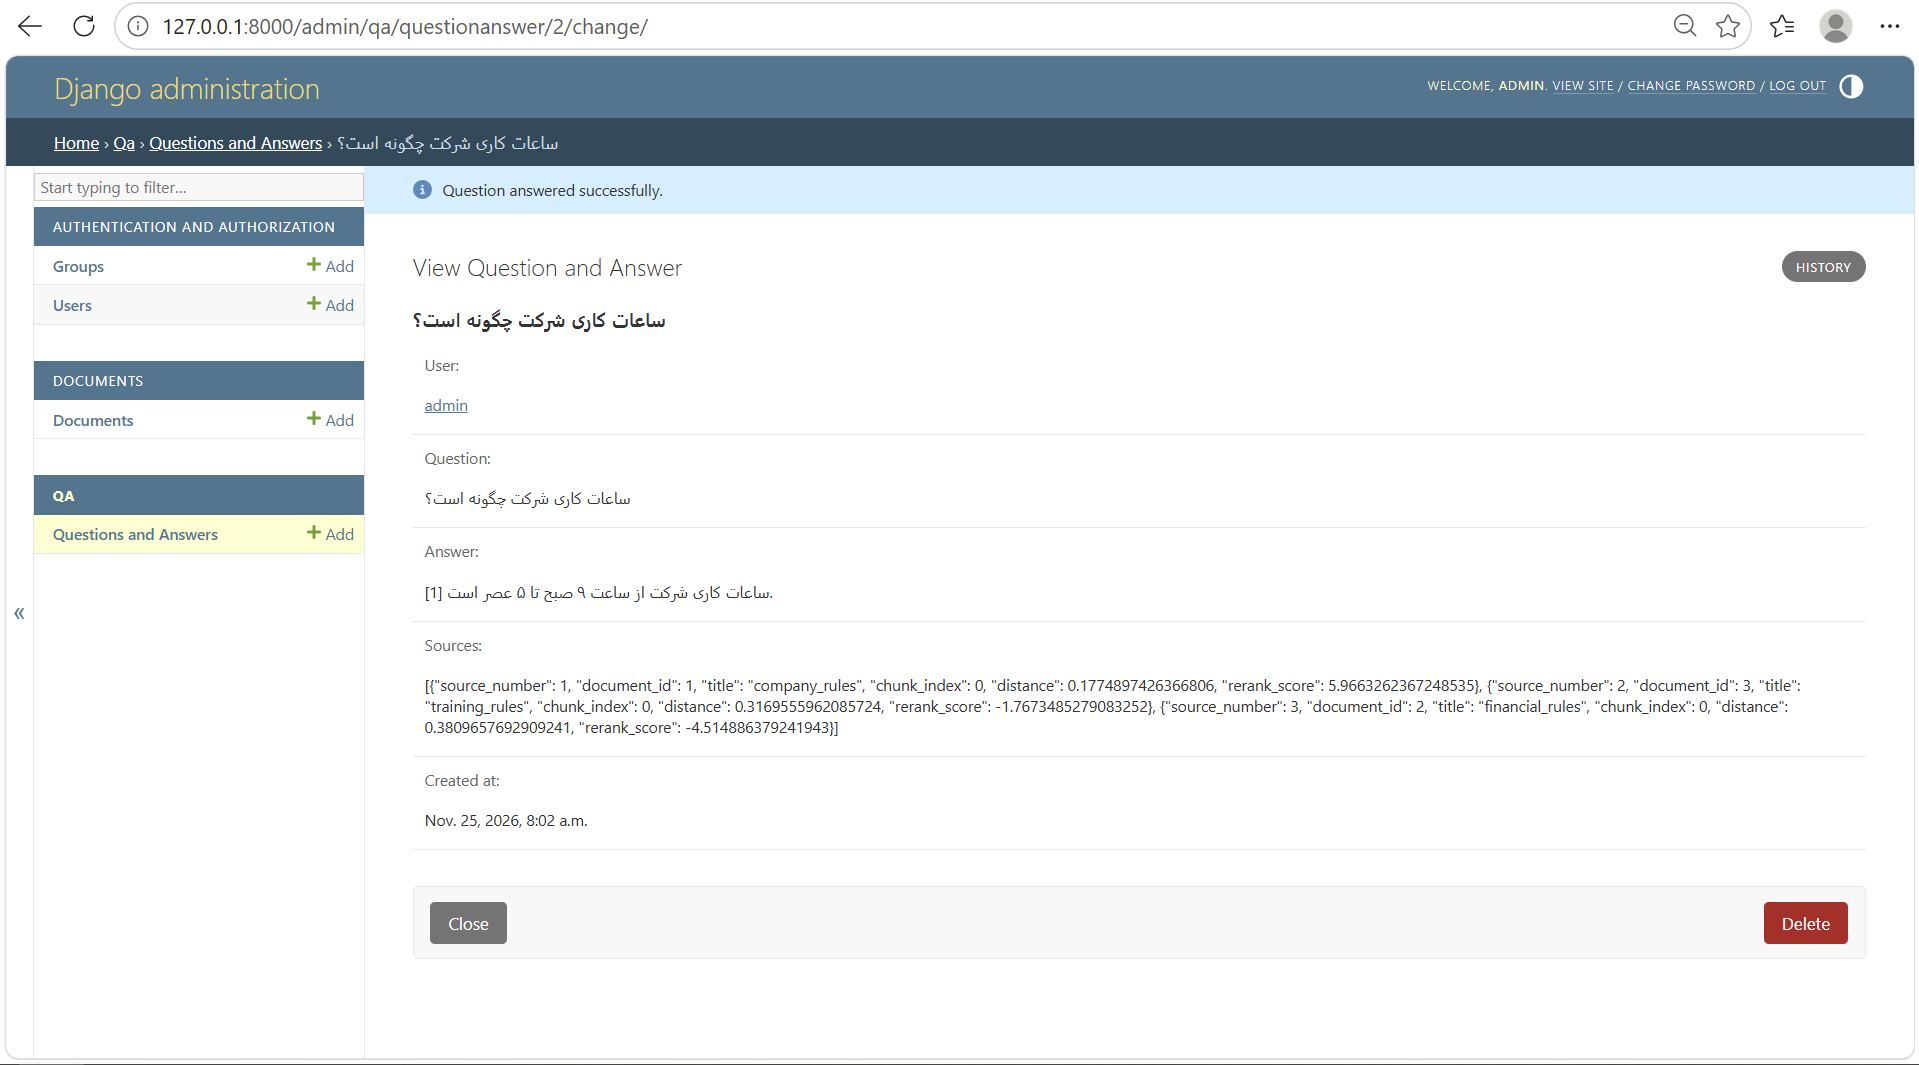 127.0.0.1:8000/admin/qa/questionanswer/2/change/
Django administration
WELCOME, ADMIN. VIEW SITE / CHANGE PASSWORD / LOG OUT
Home › Qa › Questions and Answers › ساعات کاری شرکت چگونه است؟
Start typing to filter...
AUTHENTICATION AND AUTHORIZATION
Groups Add
Users Add
DOCUMENTS
Documents Add
QA
Questions and Answers Add
«
Question answered successfully.
View Question and Answer
HISTORY
ساعات کاری شرکت چگونه است؟
User:
admin
Question:
ساعات کاری شرکت چگونه است؟
Answer:
ساعات کاری شرکت از ساعت ۹ صبح تا ۵ عصر است [1].
Sources:
[{"source_number": 1, "document_id": 1, "title": "company_rules", "chunk_index": 0, "distance": 0.1774897426366806, "rerank_score": 5.9663262367248535}, {"source_number": 2, "document_id": 3, "title":
"training_rules", "chunk_index": 0, "distance": 0.3169555962085724, "rerank_score": -1.7673485279083252}, {"source_number": 3, "document_id": 2, "title": "financial_rules", "chunk_index": 0, "distance":
0.3809657692909241, "rerank_score": -4.514886379241943}]
Created at:
Nov. 25, 2026, 8:02 a.m.
Close
Delete